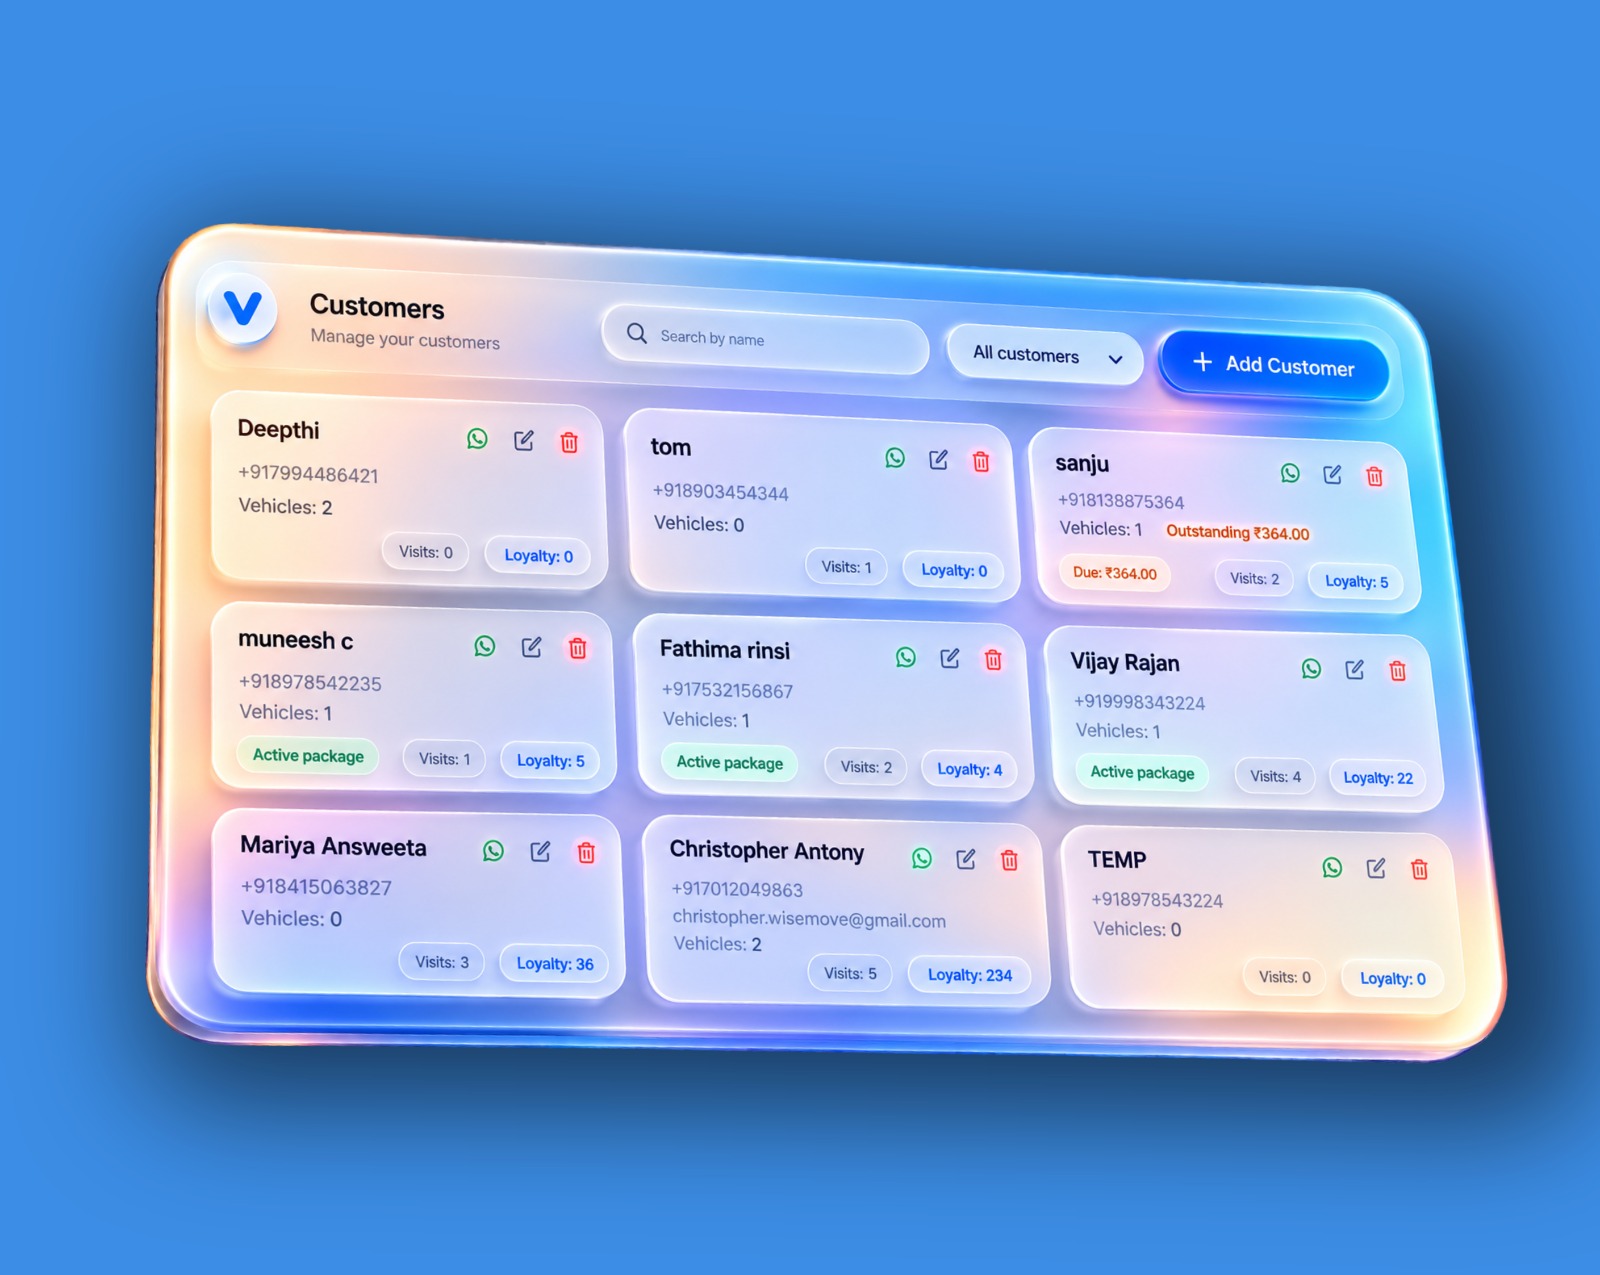 V
Customers
Manage your customers
Search by name
All customers
+ Add Customer
Deepthi
+917994486421
Vehicles: 2
Visits: 0
Loyalty: 0
tom
+918903454344
Vehicles: 0
Visits: 1
Loyalty: 0
sanju
+918138875364
Vehicles: 1 Outstanding ₹364.00
Due: ₹364.00
Visits: 2
Loyalty: 5
muneesh c
+918978542235
Vehicles: 1
Active package
Visits: 1
Loyalty: 5
Fathima rinsi
+917532156867
Vehicles: 1
Active package
Visits: 2
Loyalty: 4
Vijay Rajan
+919998343224
Vehicles: 1
Active package
Visits: 4
Loyalty: 22
Mariya Answeeta
+918415063827
Vehicles: 0
Visits: 3
Loyalty: 36
Christopher Antony
+917012049863
christopher.wisemove@gmail.com
Vehicles: 2
Visits: 5
Loyalty: 234
TEMP
+918978543224
Vehicles: 0
Visits: 0
Loyalty: 0